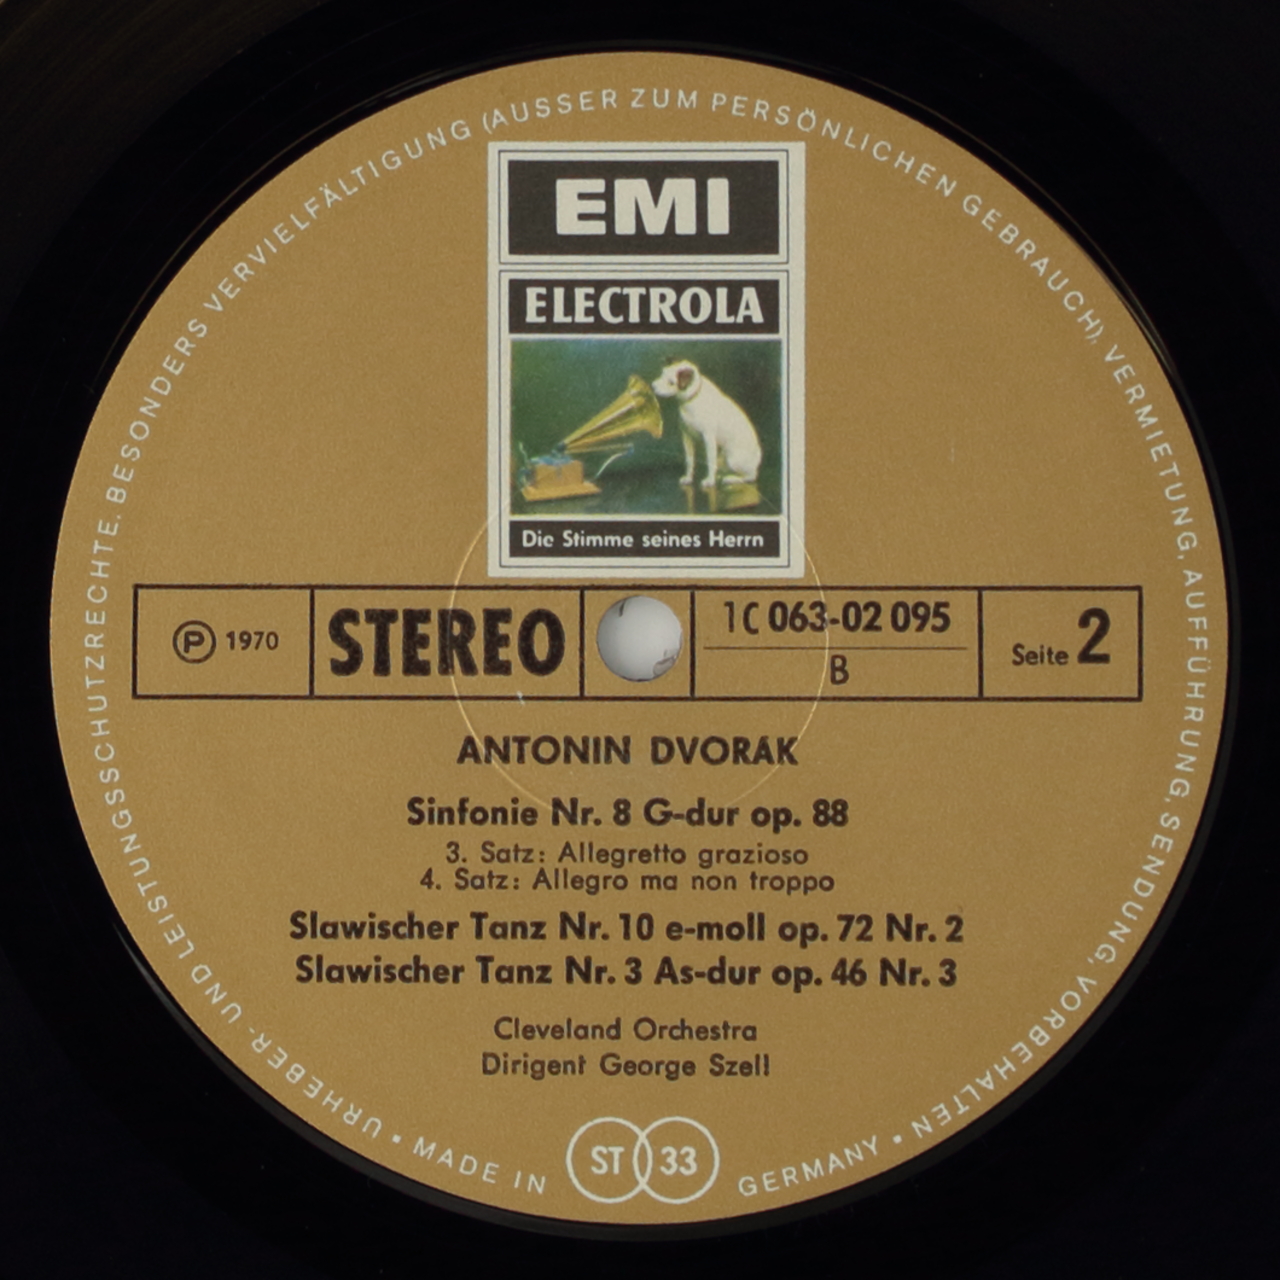 URHEBER- UND LEISTUNGSSCHUTZRECHTE, BESONDERS VERVIELFÄLTIGUNG (AUSSER ZUM PERSÖNLICHEN GEBRAUCH), VERMIETUNG, AUFFÜHRUNG, SENDUNG, VORBEHALTEN
EMI
ELECTROLA
Die Stimme seines Herrn
Ⓟ 1970
STEREO
1C 063-02 095
B
Seite 2
ANTONIN DVORÁK
Sinfonie Nr. 8 G-dur op. 88
3. Satz: Allegretto grazioso
4. Satz: Allegro ma non troppo
Slawischer Tanz Nr. 10 e-moll op. 72 Nr. 2
Slawischer Tanz Nr. 3 As-dur op. 46 Nr. 3
Cleveland Orchestra
Dirigent George Szell
▪ MADE IN ST 33 GERMANY ▪